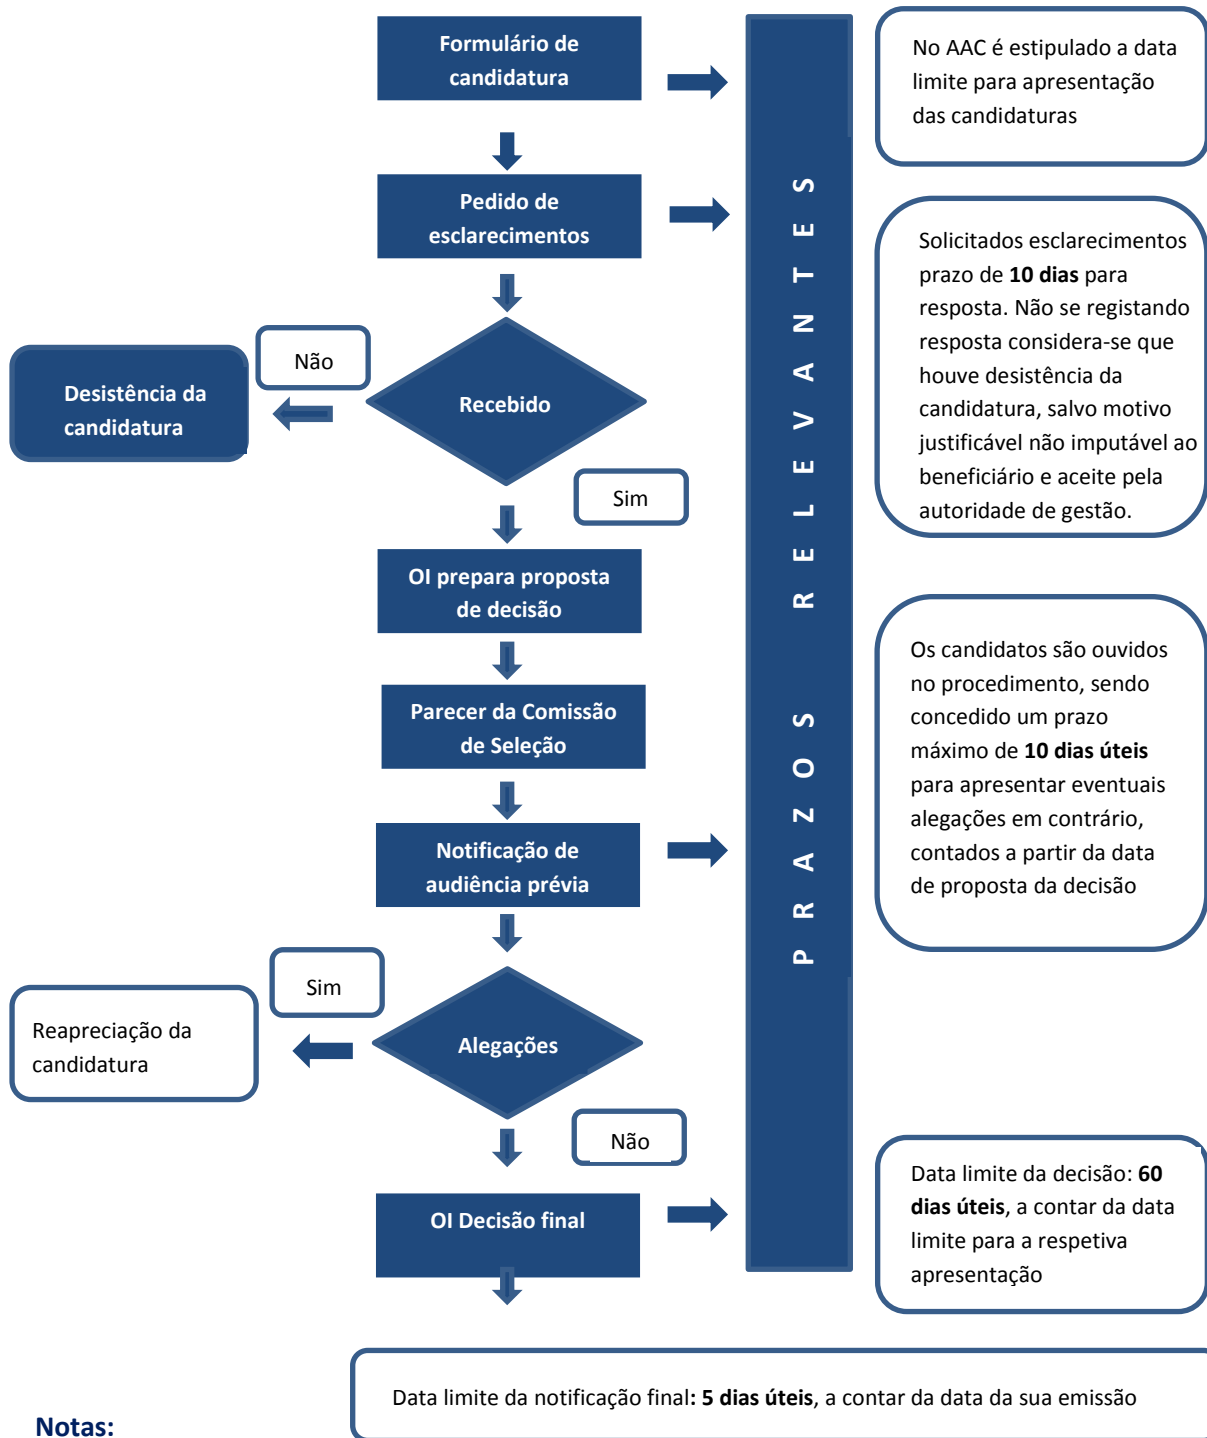 Formulário de
candidatura
No AAC é estipulado a data
limite para apresentação
das candidaturas
Pedido de
esclarecimentos
Solicitados esclarecimentos
prazo de 10 dias para
resposta. Não se registando
resposta considera-se que
houve desistência da
candidatura, salvo motivo
justificável não imputável ao
beneficiário e aceite pela
autoridade de gestão.
Não
Desistência da
candidatura
Recebido
Sim
OI prepara proposta
de decisão
Parecer da Comissão
de Seleção
Notificação de
audiência prévia
Os candidatos são ouvidos
no procedimento, sendo
concedido um prazo
máximo de 10 dias úteis
para apresentar eventuais
alegações em contrário,
contados a partir da data
de proposta da decisão
PRAZOS RELEVANTES
Sim
Reapreciação da
candidatura
Alegações
Não
OI Decisão final
Data limite da decisão: 60
dias úteis, a contar da data
limite para a respetiva
apresentação
Data limite da notificação final: 5 dias úteis, a contar da data da sua emissão
Notas: